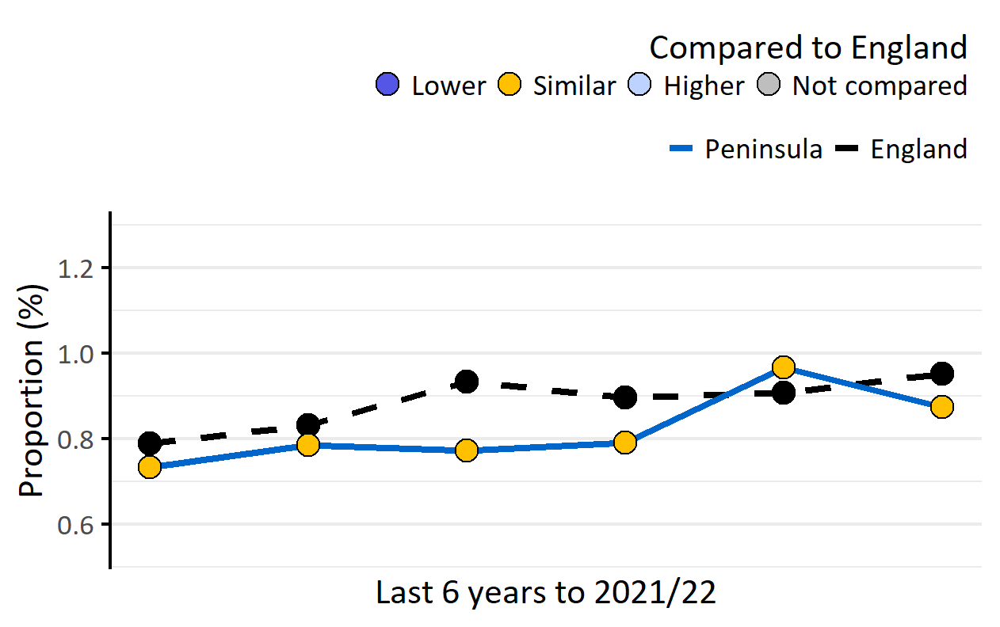 Compared to England
Lower Similar Higher Not compared
Peninsula England
Proportion (%)
1.2
1.0
0.8
0.6
Last 6 years to 2021/22